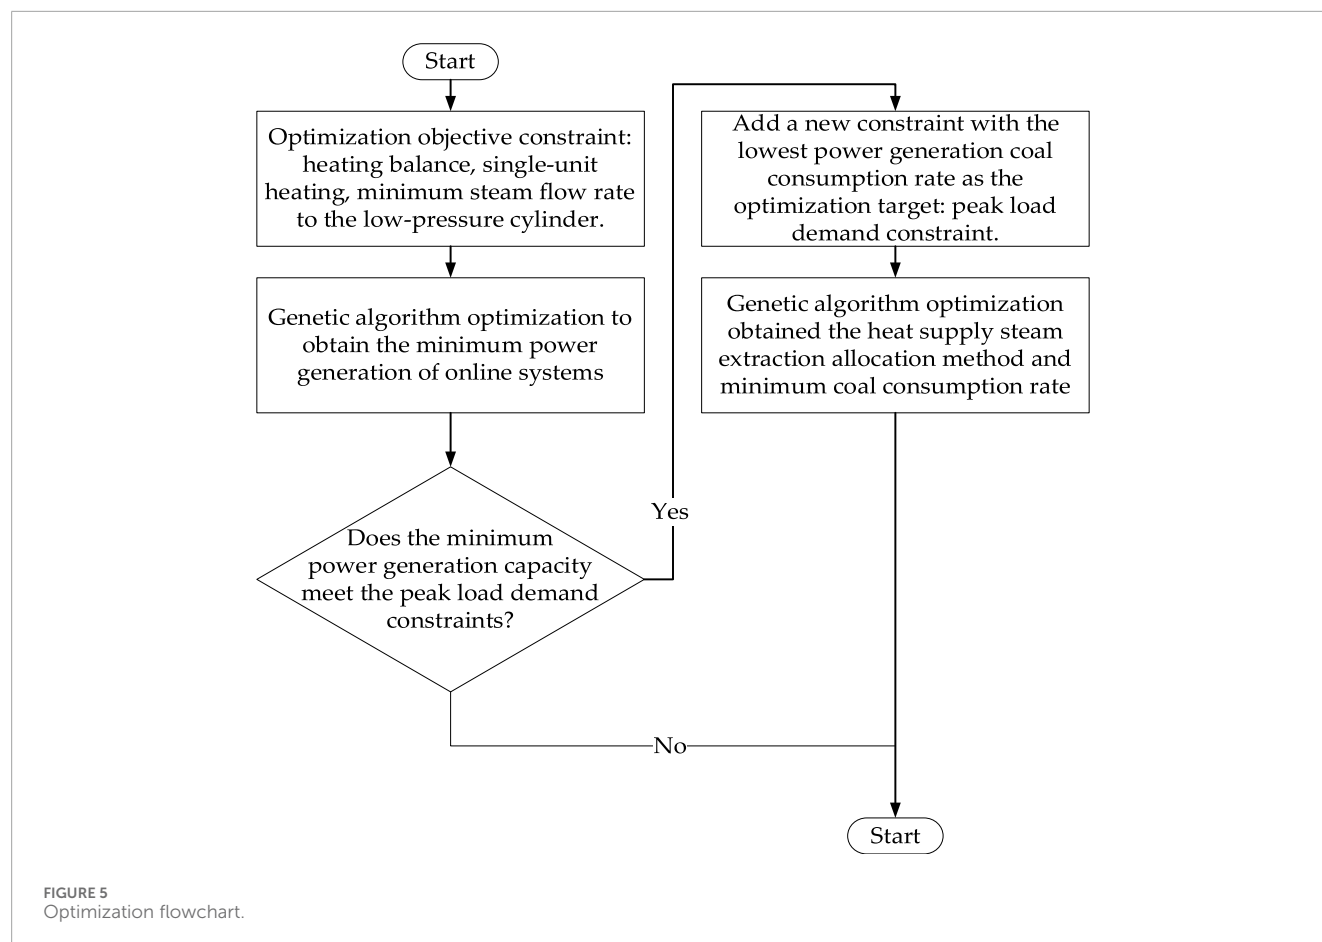 Start
Optimization objective constraint:
heating balance, single-unit
heating, minimum steam flow rate
to the low-pressure cylinder.
Genetic algorithm optimization to
obtain the minimum power
generation of online systems
Does the minimum
power generation capacity
meet the peak load demand
constraints?
Yes
No
Add a new constraint with the
lowest power generation coal
consumption rate as the
optimization target: peak load
demand constraint.
Genetic algorithm optimization
obtained the heat supply steam
extraction allocation method and
minimum coal consumption rate
Start
FIGURE 5
Optimization flowchart.